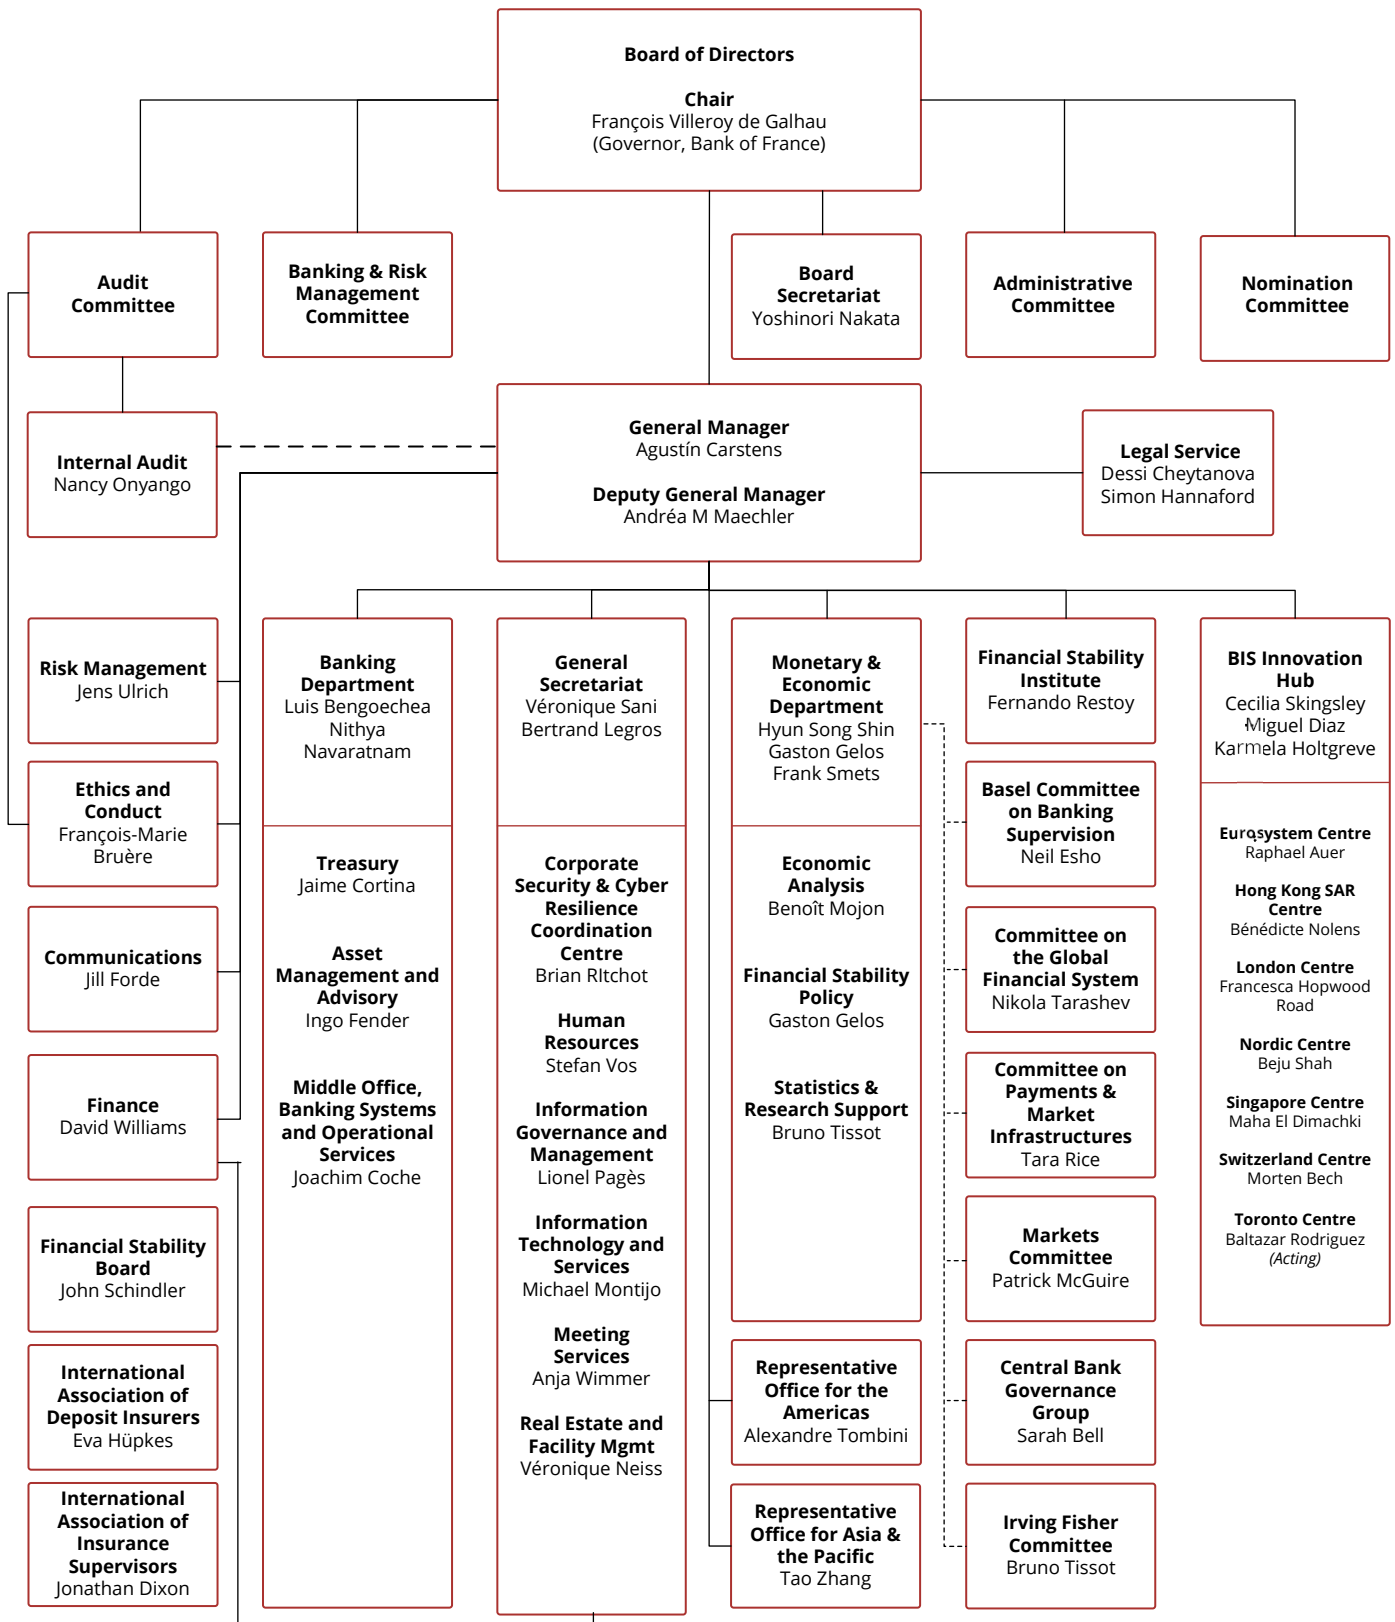 Board of Directors
Chair
François Villeroy de Galhau
(Governor, Bank of France)
Audit
Committee
Banking & Risk
Management
Committee
Board
Secretariat
Yoshinori Nakata
Administrative
Committee
Nomination
Committee
Internal Audit
Nancy Onyango
General Manager
Agustín Carstens
Deputy General Manager
Andréa M Maechler
Legal Service
Dessi Cheytanova
Simon Hannaford
Risk Management
Jens Ulrich
Ethics and
Conduct
François-Marie
Bruère
Communications
Jill Forde
Finance
David Williams
Financial Stability
Board
John Schindler
International
Association of
Deposit Insurers
Eva Hüpkes
International
Association of
Insurance
Supervisors
Jonathan Dixon
Banking
Department
Luis Bengoechea
Nithya
Navaratnam
Treasury
Jaime Cortina
Asset
Management and
Advisory
Ingo Fender
Middle Office,
Banking Systems
and Operational
Services
Joachim Coche
General
Secretariat
Véronique Sani
Bertrand Legros
Corporate
Security & Cyber
Resilience
Coordination
Centre
Brian RItchot
Human
Resources
Stefan Vos
Information
Governance and
Management
Lionel Pagès
Information
Technology and
Services
Michael Montijo
Meeting
Services
Anja Wimmer
Real Estate and
Facility Mgmt
Véronique Neiss
Monetary &
Economic
Department
Hyun Song Shin
Gaston Gelos
Frank Smets
Economic
Analysis
Benoît Mojon
Financial Stability
Policy
Gaston Gelos
Statistics &
Research Support
Bruno Tissot
Representative
Office for the
Americas
Alexandre Tombini
Representative
Office for Asia &
the Pacific
Tao Zhang
Financial Stability
Institute
Fernando Restoy
Basel Committee
on Banking
Supervision
Neil Esho
Committee on
the Global
Financial System
Nikola Tarashev
Committee on
Payments &
Market
Infrastructures
Tara Rice
Markets
Committee
Patrick McGuire
Central Bank
Governance
Group
Sarah Bell
Irving Fisher
Committee
Bruno Tissot
BIS Innovation
Hub
Cecilia Skingsley
Miguel Diaz
Karmela Holtgreve
Eurosystem Centre
Raphael Auer
Hong Kong SAR
Centre
Bénédicte Nolens
London Centre
Francesca Hopwood
Road
Nordic Centre
Beju Shah
Singapore Centre
Maha El Dimachki
Switzerland Centre
Morten Bech
Toronto Centre
Baltazar Rodriguez
(Acting)